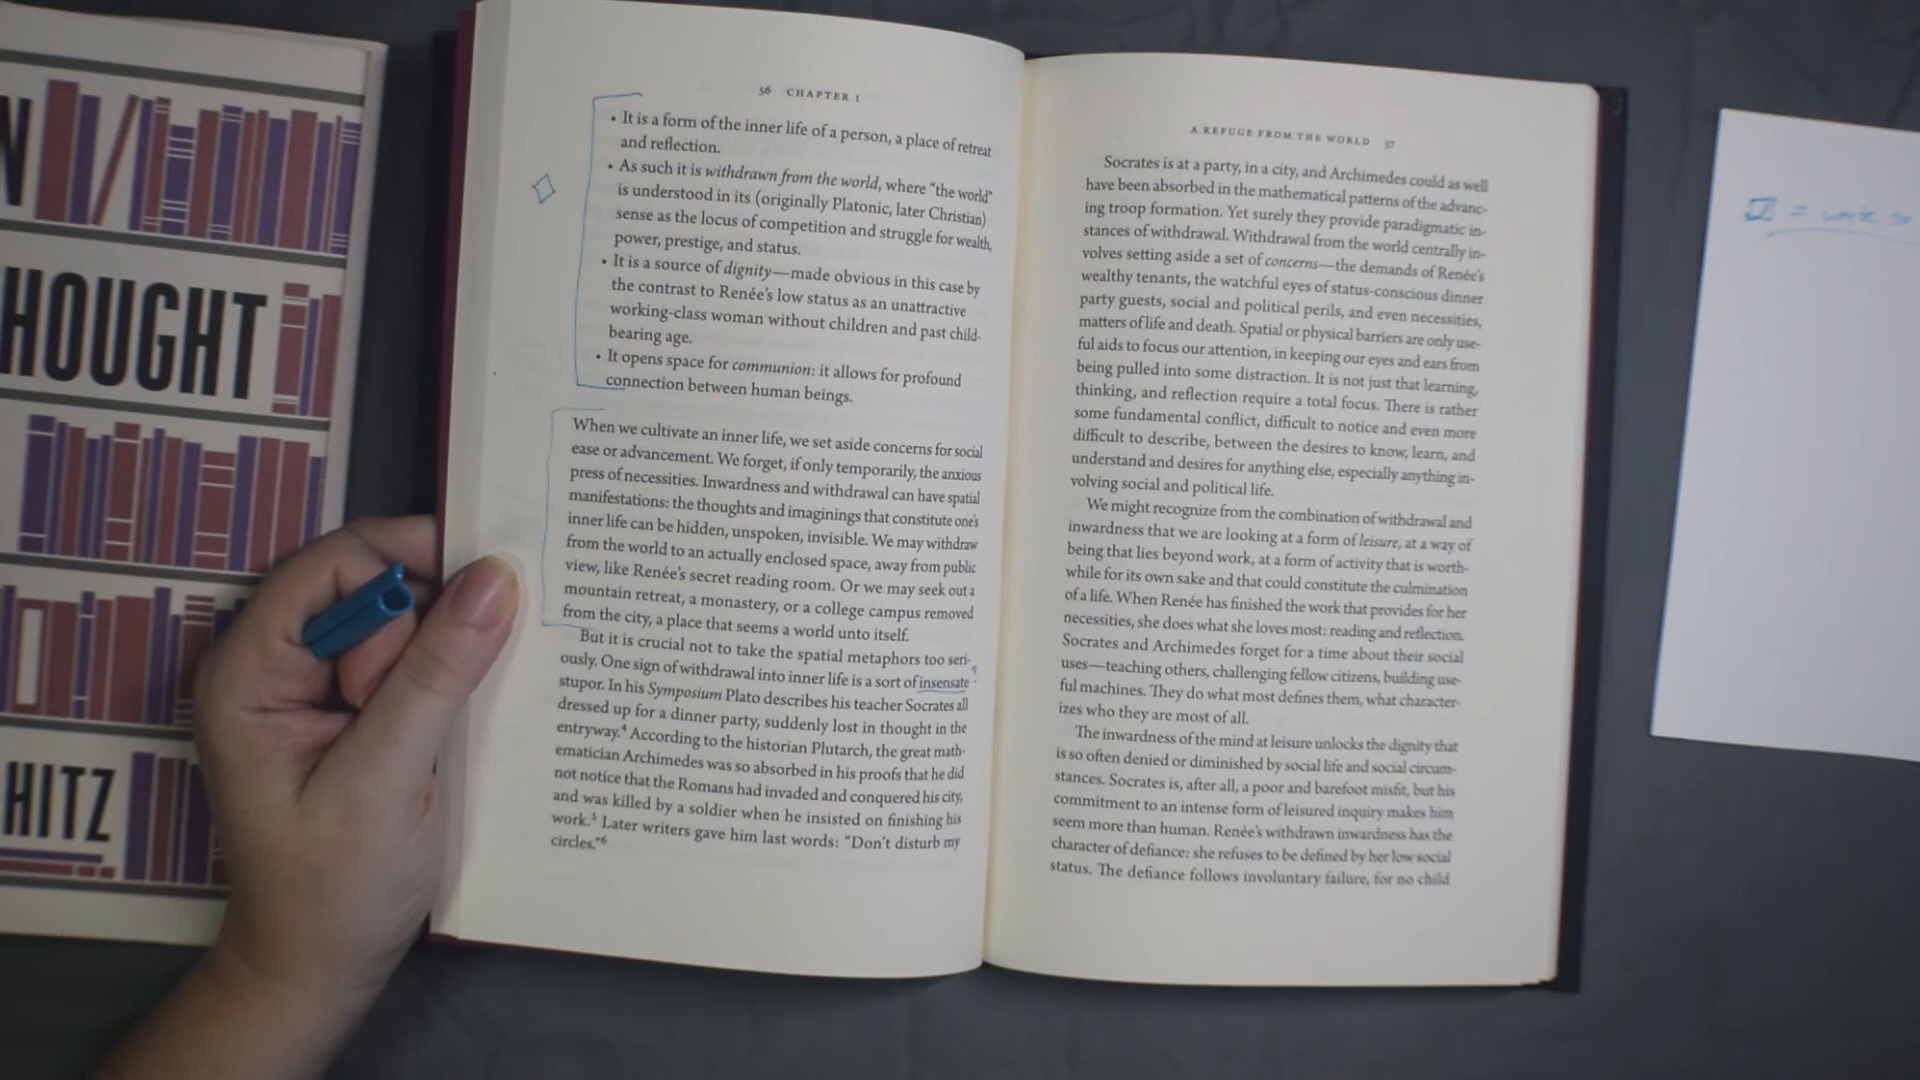 N
HOUGHT
HITZ
56 CHAPTER 1
• It is a form of the inner life of a person, a place of retreat
and reflection.
• As such it is withdrawn from the world, where “the world”
is understood in its (originally Platonic, later Christian)
sense as the locus of competition and struggle for wealth,
power, prestige, and status.
• It is a source of dignity—made obvious in this case by
the contrast to Renée’s low status as an unattractive
working-class woman without children and past child-
bearing age.
• It opens space for communion: it allows for profound
connection between human beings.
When we cultivate an inner life, we set aside concerns for social
ease or advancement. We forget, if only temporarily, the anxious
press of necessities. Inwardness and withdrawal can have spatial
manifestations: the thoughts and imaginings that constitute one’s
inner life can be hidden, unspoken, invisible. We may withdraw
from the world to an actually enclosed space, away from public
view, like Renée’s secret reading room. Or we may seek out a
mountain retreat, a monastery, or a college campus removed
from the city, a place that seems a world unto itself.
But it is crucial not to take the spatial metaphors too seri-
ously. One sign of withdrawal into inner life is a sort of insensate
stupor. In his Symposium Plato describes his teacher Socrates all
dressed up for a dinner party, suddenly lost in thought in the
entryway.4 According to the historian Plutarch, the great math-
ematician Archimedes was so absorbed in his proofs that he did
not notice that the Romans had invaded and conquered his city,
and was killed by a soldier when he insisted on finishing his
work.5 Later writers gave him last words: “Don’t disturb my
circles.”6
A REFUGE FROM THE WORLD 57
Socrates is at a party, in a city, and Archimedes could as well
have been absorbed in the mathematical patterns of the advanc-
ing troop formation. Yet surely they provide paradigmatic in-
stances of withdrawal. Withdrawal from the world centrally in-
volves setting aside a set of concerns—the demands of Renée’s
wealthy tenants, the watchful eyes of status-conscious dinner
party guests, social and political perils, and even necessities,
matters of life and death. Spatial or physical barriers are only use-
ful aids to focus our attention, in keeping our eyes and ears from
being pulled into some distraction. It is not just that learning,
thinking, and reflection require a total focus. There is rather
some fundamental conflict, difficult to notice and even more
difficult to describe, between the desires to know, learn, and
understand and desires for anything else, especially anything in-
volving social and political life.
We might recognize from the combination of withdrawal and
inwardness that we are looking at a form of leisure, at a way of
being that lies beyond work, at a form of activity that is worth-
while for its own sake and that could constitute the culmination
of a life. When Renée has finished the work that provides for her
necessities, she does what she loves most: reading and reflection.
Socrates and Archimedes forget for a time about their social
uses—teaching others, challenging fellow citizens, building use-
ful machines. They do what most defines them, what character-
izes who they are most of all.
The inwardness of the mind at leisure unlocks the dignity that
is so often denied or diminished by social life and social circum-
stances. Socrates is, after all, a poor and barefoot misfit, but his
commitment to an intense form of leisured inquiry makes him
seem more than human. Renée’s withdrawn inwardness has the
character of defiance: she refuses to be defined by her low social
status. The defiance follows involuntary failure, for no child